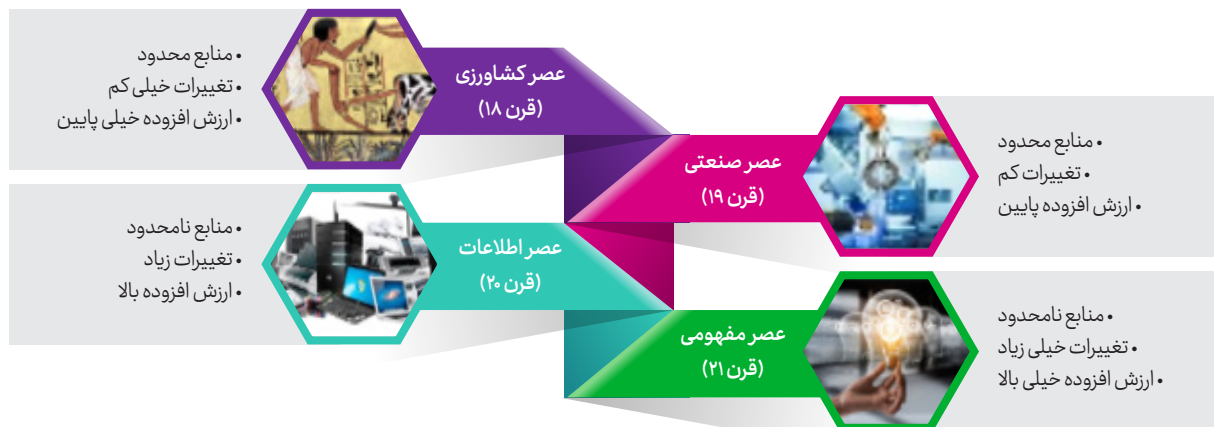 عصر کشاورزی
(قرن ۱۸)
• منابع محدود
• تغییرات خیلی کم
• ارزش افزوده خیلی پایین
عصر صنعتی
(قرن ۱۹)
• منابع محدود
• تغییرات کم
• ارزش افزوده پایین
عصر اطلاعات
(قرن ۲۰)
• منابع نامحدود
• تغییرات زیاد
• ارزش افزوده بالا
عصر مفهومی
(قرن ۲۱)
• منابع نامحدود
• تغییرات خیلی زیاد
• ارزش افزوده خیلی بالا